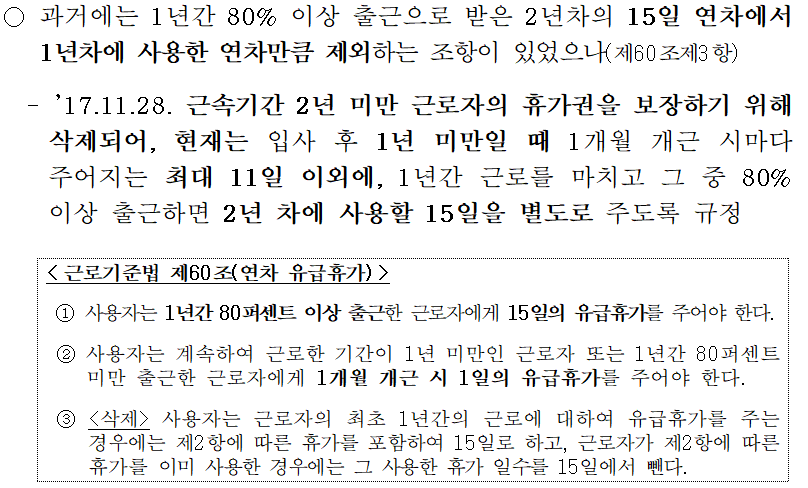 ○ 과거에는 1년간 80% 이상 출근으로 받은 2년차의 15일 연차에서
1년차에 사용한 연차만큼 제외하는 조항이 있었으나(제60조제3항)
- ’17.11.28. 근속기간 2년 미만 근로자의 휴가권을 보장하기 위해
삭제되어, 현재는 입사 후 1년 미만일 때 1개월 개근 시마다
주어지는 최대 11일 이외에, 1년간 근로를 마치고 그 중 80%
이상 출근하면 2년 차에 사용할 15일을 별도로 주도록 규정
< 근로기준법 제60조(연차 유급휴가) >
① 사용자는 1년간 80퍼센트 이상 출근한 근로자에게 15일의 유급휴가를 주어야 한다.
② 사용자는 계속하여 근로한 기간이 1년 미만인 근로자 또는 1년간 80퍼센트
미만 출근한 근로자에게 1개월 개근 시 1일의 유급휴가를 주어야 한다.
③ <삭제> 사용자는 근로자의 최초 1년간의 근로에 대하여 유급휴가를 주는
경우에는 제2항에 따른 휴가를 포함하여 15일로 하고, 근로자가 제2항에 따른
휴가를 이미 사용한 경우에는 그 사용한 휴가 일수를 15일에서 뺀다.